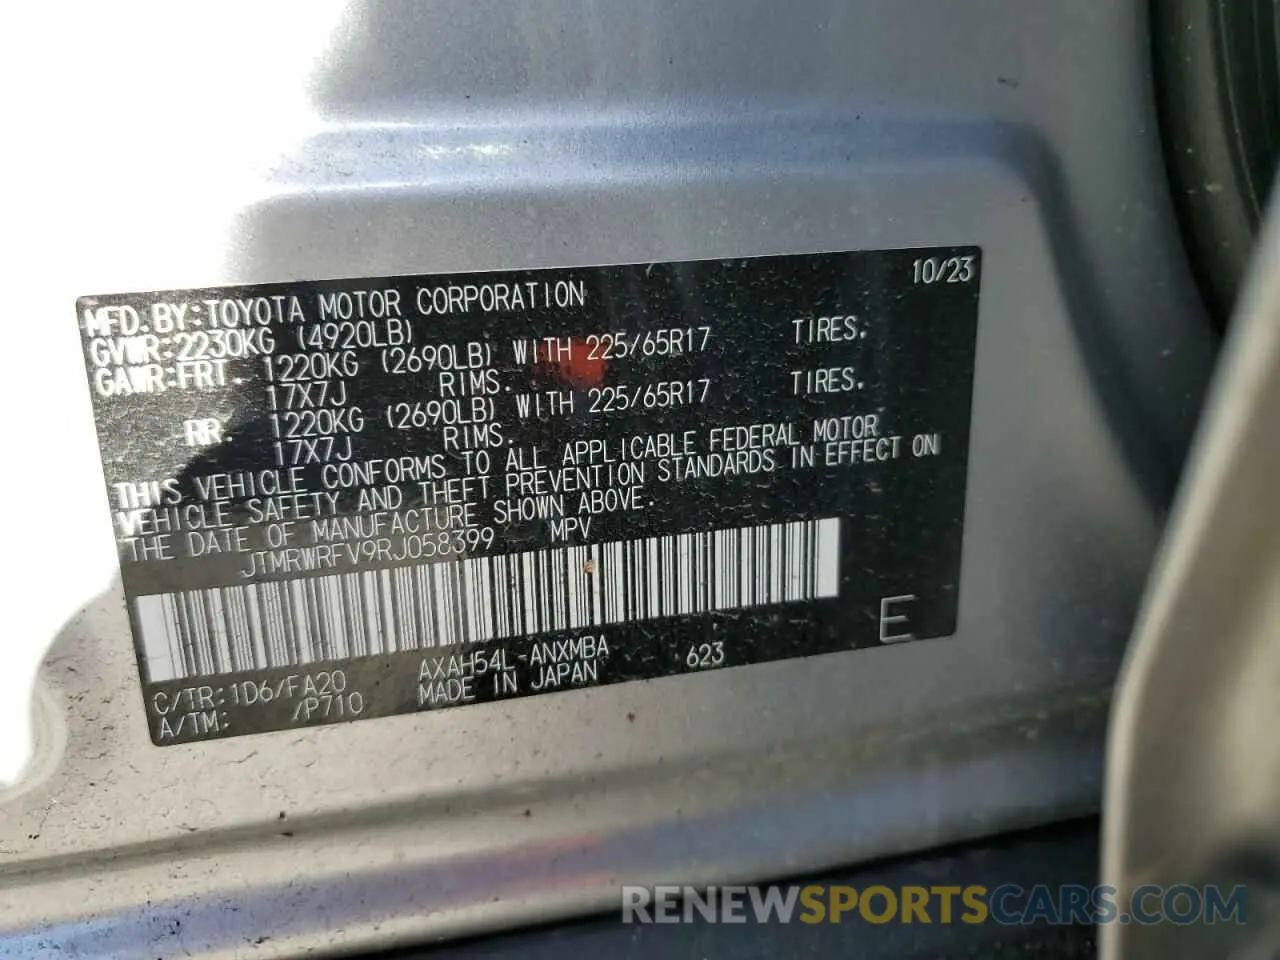 10/23
MFD.BY:TOYOTA MOTOR CORPORATION
GVWR:2230KG (4920LB)
GAWR:FRT. 1220KG (2690LB) WITH 225/65R17 TIRES.
17X7J RIMS.
RR. 1220KG (2690LB) WITH 225/65R17 TIRES.
17X7J RIMS.
THIS VEHICLE CONFORMS TO ALL APPLICABLE FEDERAL MOTOR
VEHICLE SAFETY AND THEFT PREVENTION STANDARDS IN EFFECT ON
THE DATE OF MANUFACTURE SHOWN ABOVE.
JTMRWRFV9RJ058399 MPV
E
C/TR:1D6/FA20 AXAH54L-ANXMBA 623
A/TM: /P710 MADE IN JAPAN
RENEWSPORTSCARS.COM